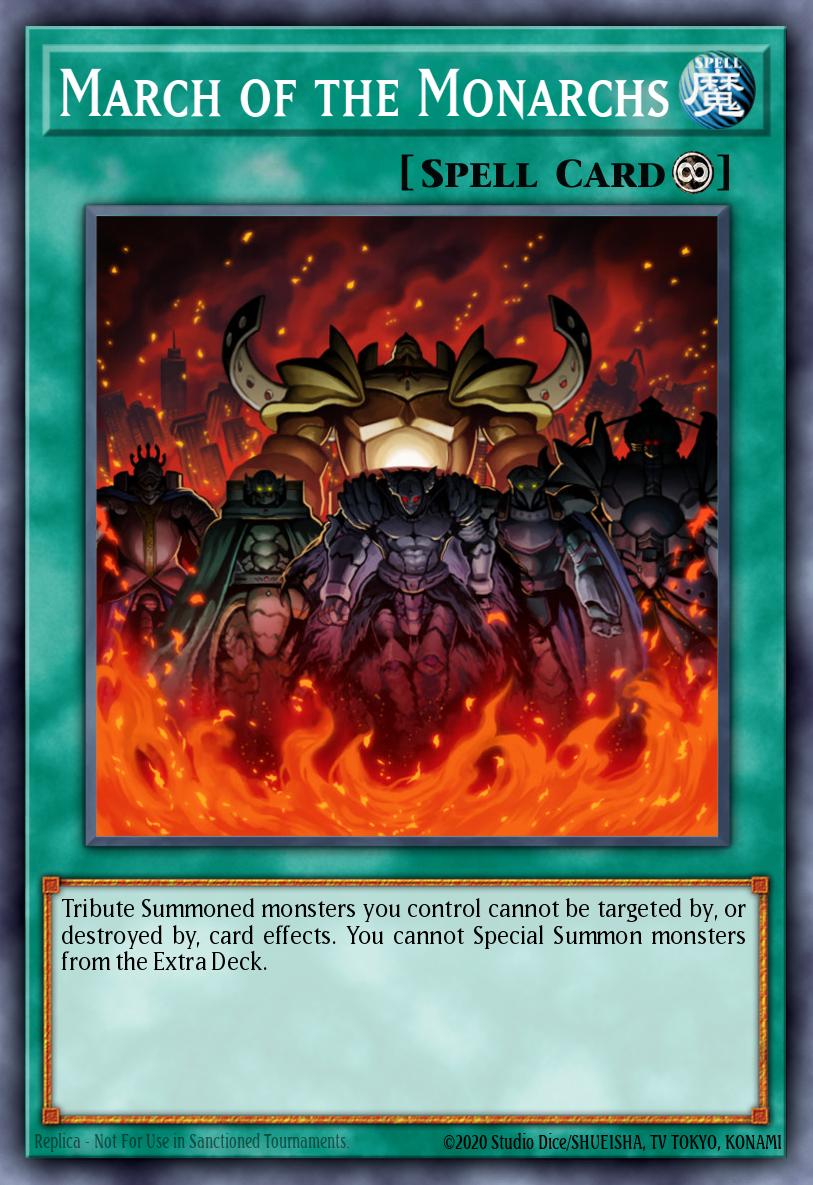 March of the Monarchs
SPELL
魔
[Spell Card]
Tribute Summoned monsters you control cannot be targeted by, or
destroyed by, card effects. You cannot Special Summon monsters
from the Extra Deck.
Replica - Not For Use in Sanctioned Tournaments.
©2020 Studio Dice/SHUEISHA, TV TOKYO, KONAMI